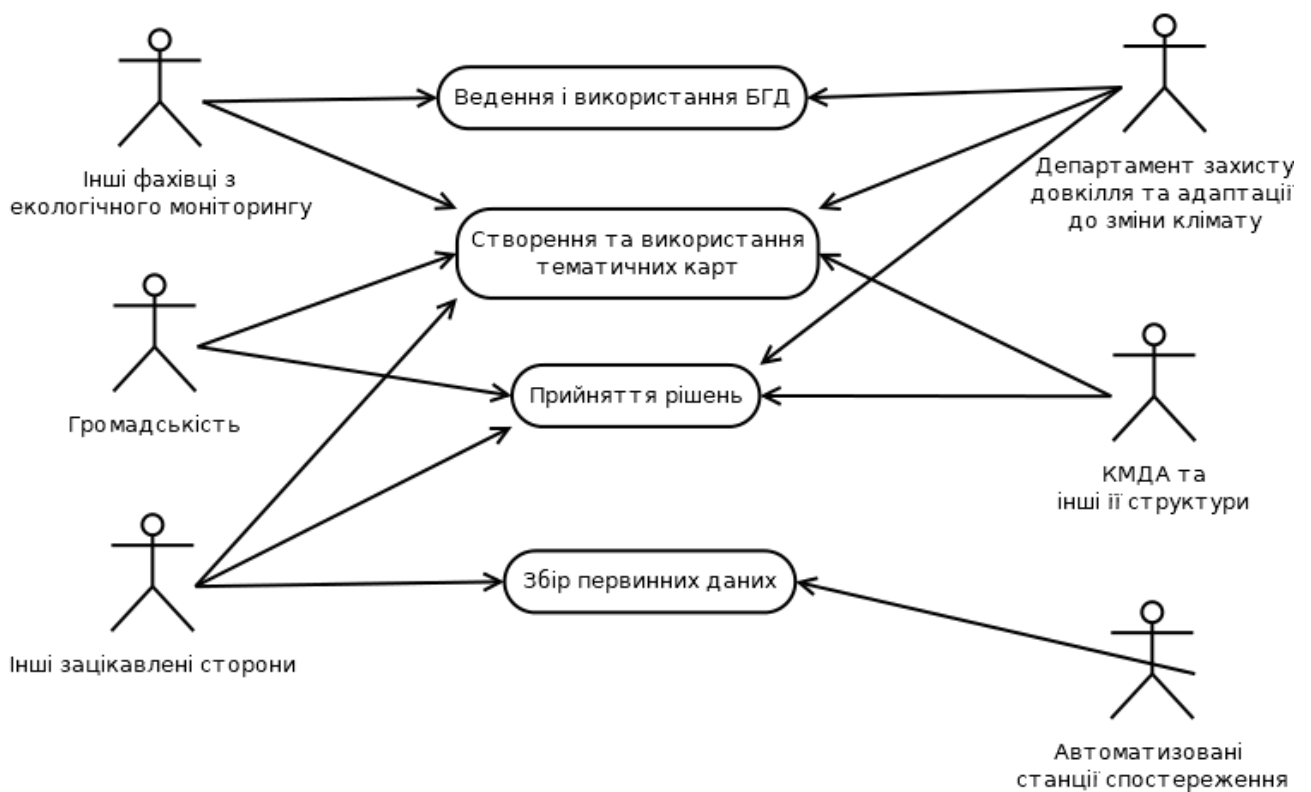 Ведення і використання БГД
Інші фахівці з
екологічного моніторингу
Департамент захисту
довкілля та адаптації
до зміни клімату
Створення та використання
тематичних карт
Громадськість
Прийняття рішень
КМДА та
інші її структури
Збір первинних даних
Інші зацікавлені сторони
Автоматизовані
станції спостереження